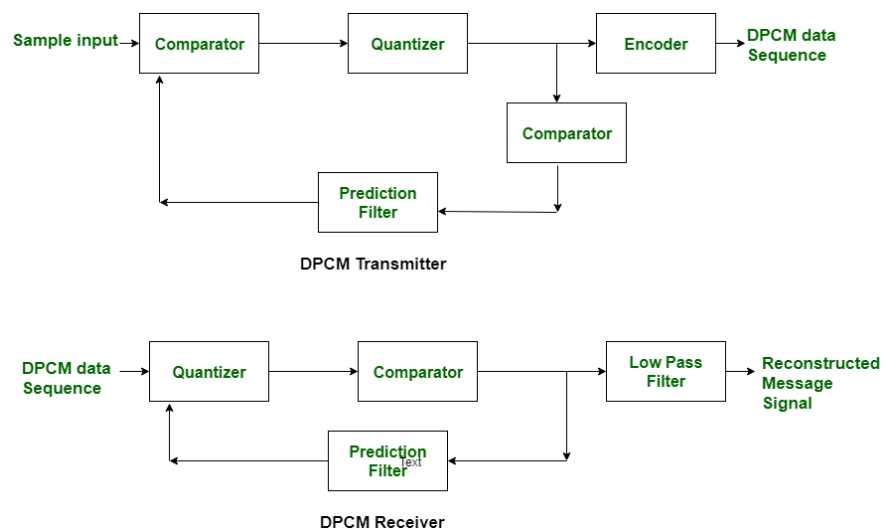 Sample input
Comparator
Quantizer
Encoder
DPCM data
Sequence
Comparator
Prediction
Filter
DPCM Transmitter
DPCM data
Sequence
Quantizer
Comparator
Low Pass
Filter
Reconstructed
Message
Signal
Prediction
Filter
Text
DPCM Receiver